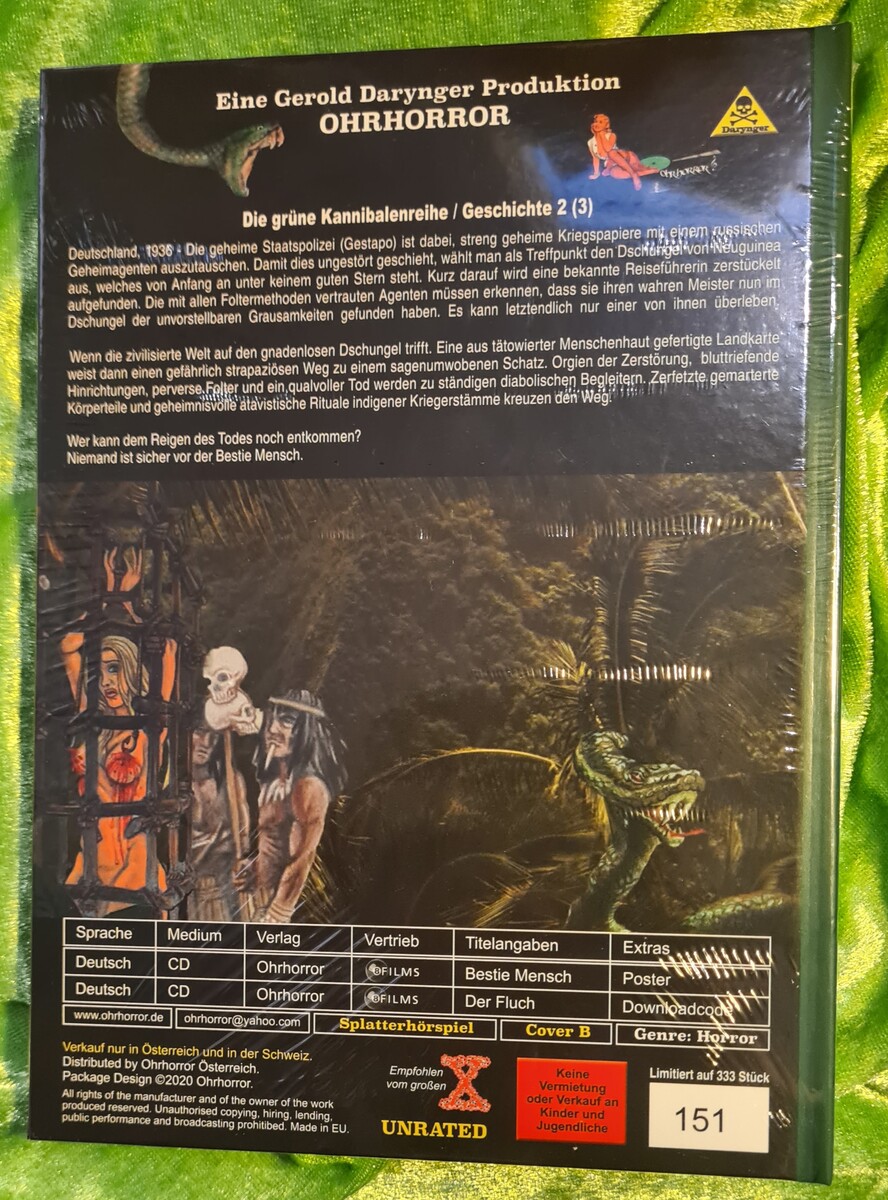 Eine Gerold Darynger Produktion
OHRHORROR
Darynger
OHRHORROR
Die grüne Kannibalenreihe / Geschichte 2 (3)
Deutschland, 1936 - Die geheime Staatspolizei (Gestapo) ist dabei, streng geheime Kriegspapiere mit einem russischen
Geheimagenten auszutauschen. Damit dies ungestört geschieht, wählt man als Treffpunkt den Dschungel von Neuguinea
aus, welches von Anfang an unter keinem guten Stern steht. Kurz darauf wird eine bekannte Reiseführerin zerstückelt
aufgefunden. Die mit allen Foltermethoden vertrauten Agenten müssen erkennen, dass sie ihren wahren Meister nun im
Dschungel der unvorstellbaren Grausamkeiten gefunden haben. Es kann letztendlich nur einer von ihnen überleben.
Wenn die zivilisierte Welt auf den gnadenlosen Dschungel trifft. Eine aus tätowierter Menschenhaut gefertigte Landkarte
weist dann einen gefährlich strapaziösen Weg zu einem sagenumwobenen Schatz. Orgien der Zerstörung, bluttriefende
Hinrichtungen, perverse Folter und ein qualvoller Tod werden zu ständigen diabolischen Begleitern. Zerfetzte gemarterte
Körperteile und geheimnisvolle atavistische Rituale indigener Kriegerstämme kreuzen den Weg.
Wer kann dem Reigen des Todes noch entkommen?
Niemand ist sicher vor der Bestie Mensch.
Sprache Medium Verlag Vertrieb Titelangaben Extras
Deutsch CD Ohrhorror FILMS Bestie Mensch Poster
Deutsch CD Ohrhorror FILMS Der Fluch Downloadcode
www.ohrhorror.de ohrhorror@yahoo.com Splatterhörspiel Cover B Genre: Horror
Verkauf nur in Österreich und in der Schweiz.
Distributed by Ohrhorror Österreich.
Package Design ©2020 Ohrhorror.
All rights of the manufacturer and of the owner of the work
produced reserved. Unauthorised copying, hiring, lending,
public performance and broadcasting prohibited. Made in EU.
Empfohlen
vom großen
X
UNRATED
Keine
Vermietung
oder Verkauf an
Kinder und
Jugendliche
Limitiert auf 333 Stück
151